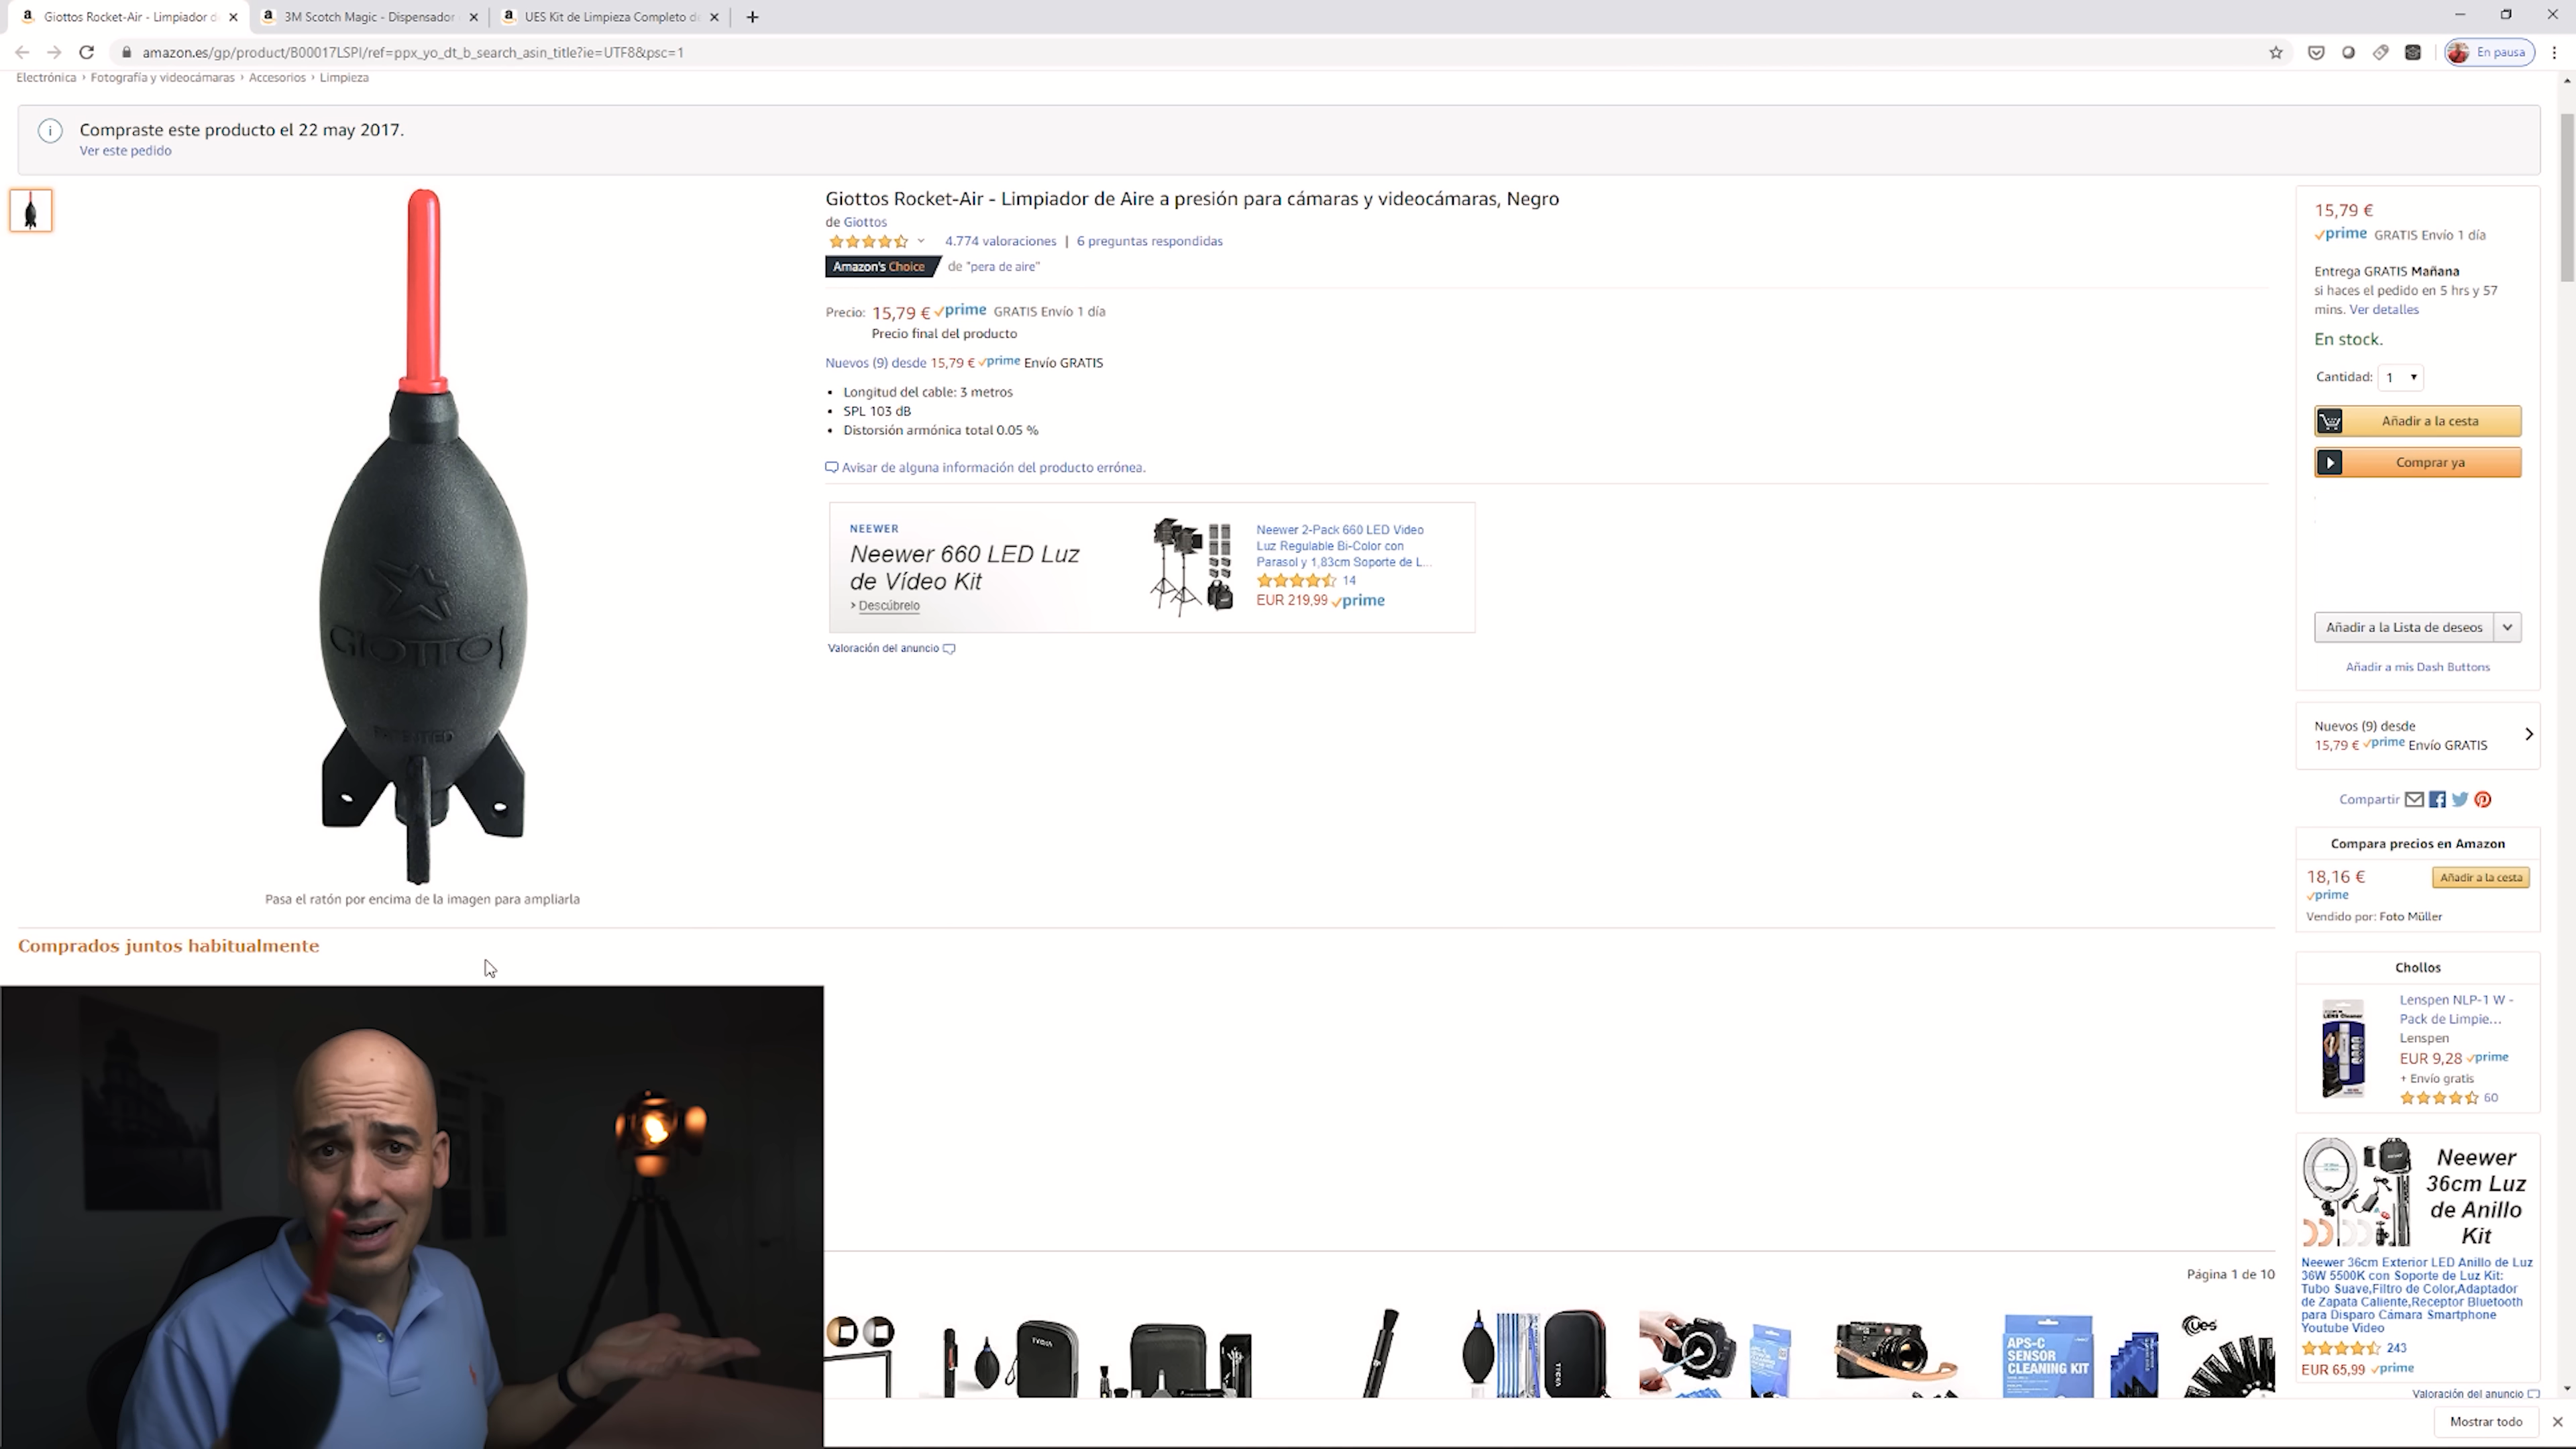 Giottos Rocket-Air - Limpiador d
3M Scotch Magic - Dispensador
UES Kit de Limpieza Completo d
amazon.es/gp/product/B00017LSPI/ref=ppx_yo_dt_b_search_asin_title?ie=UTF8&psc=1
En pausa
Electrónica › Fotografía y videocámaras › Accesorios › Limpieza
Compraste este producto el 22 may 2017.
Ver este pedido
Giottos Rocket-Air - Limpiador de Aire a presión para cámaras y videocámaras, Negro
de Giottos
4.774 valoraciones | 6 preguntas respondidas
Amazon's Choice de "pera de aire"
Precio: 15,79 € prime GRATIS Envío 1 día
Precio final del producto
Nuevos (9) desde 15,79 € prime Envío GRATIS
• Longitud del cable: 3 metros
• SPL 103 dB
• Distorsión armónica total 0.05 %
Avisar de alguna información del producto errónea.
NEEWER
Neewer 660 LED Luz
de Vídeo Kit
› Descúbrelo
Neewer 2-Pack 660 LED Video
Luz Regulable Bi-Color con
Parasol y 1,83cm Soporte de L...
14
EUR 219,99 prime
Valoración del anuncio
GIOTTOS
Pasa el ratón por encima de la imagen para ampliarla
Comprados juntos habitualmente
15,79 €
prime GRATIS Envío 1 día
Entrega GRATIS Mañana
si haces el pedido en 5 hrs y 57
mins. Ver detalles
En stock.
Cantidad: 1
Añadir a la cesta
Comprar ya
Añadir a la Lista de deseos
Añadir a mis Dash Buttons
Nuevos (9) desde
15,79 € prime Envío GRATIS
Compartir
Compara precios en Amazon
18,16 €
Añadir a la cesta
prime
Vendido por: Foto Müller
Chollos
Lenspen NLP-1 W -
Pack de Limpie...
Lenspen
EUR 9,28 prime
+ Envío gratis
60
Neewer
36cm Luz
de Anillo
Kit
Neewer 36cm Exterior LED Anillo de Luz
36W 5500K con Soporte de Luz Kit:
Tubo Suave,Filtro de Color,Adaptador
de Zapata Caliente,Receptor Bluetooth
para Disparo Cámara Smartphone
Youtube Video
243
EUR 65,99 prime
Valoración del anuncio
Página 1 de 10
APS-C
SENSOR
CLEANING KIT
ues
Mostrar todo